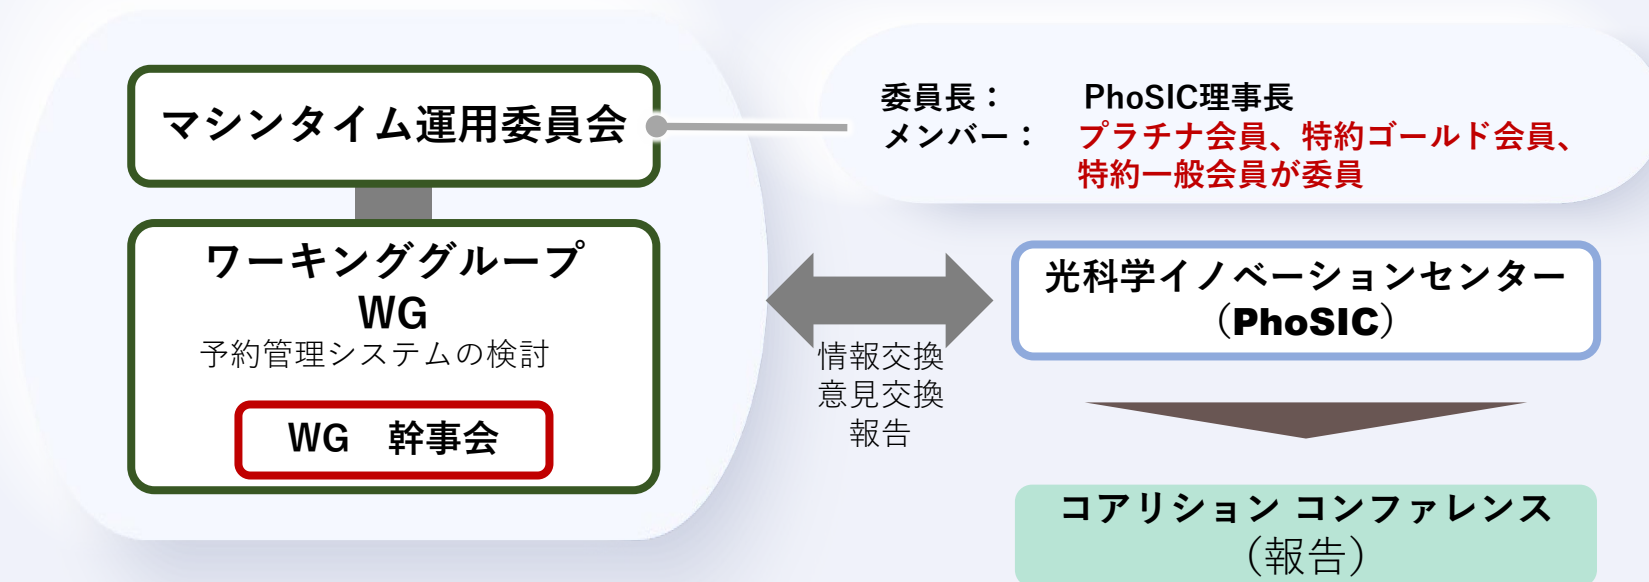 マシンタイム運用委員会
委員長： PhoSIC理事長
メンバー： プラチナ会員、特約ゴールド会員、
特約一般会員が委員
ワーキンググループ
WG
予約管理システムの検討
WG 幹事会
情報交換
意見交換
報告
光科学イノベーションセンター
（PhoSIC）
コアリション コンファレンス
（報告）